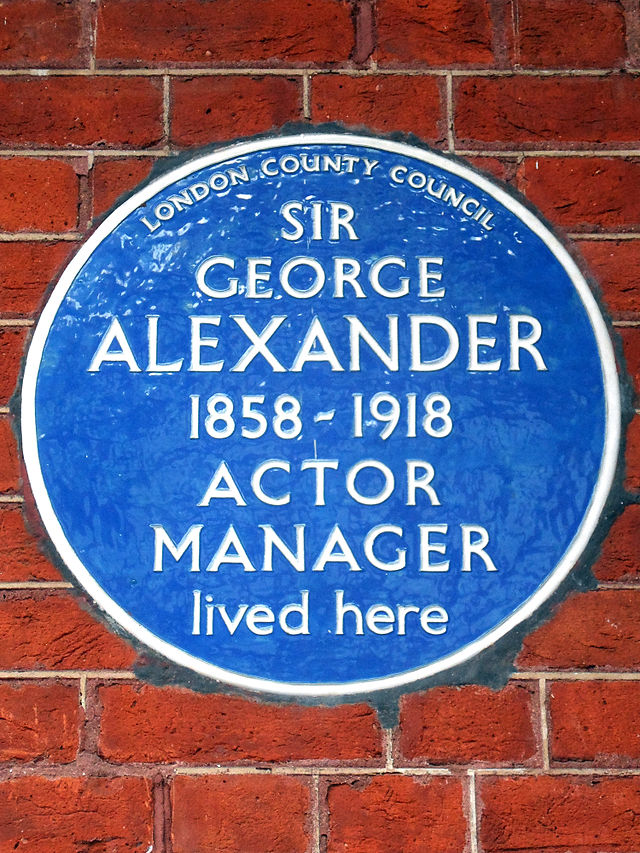 LONDON COUNTY COUNCIL
SIR
GEORGE
ALEXANDER
1858-1918
ACTOR
MANAGER
lived here